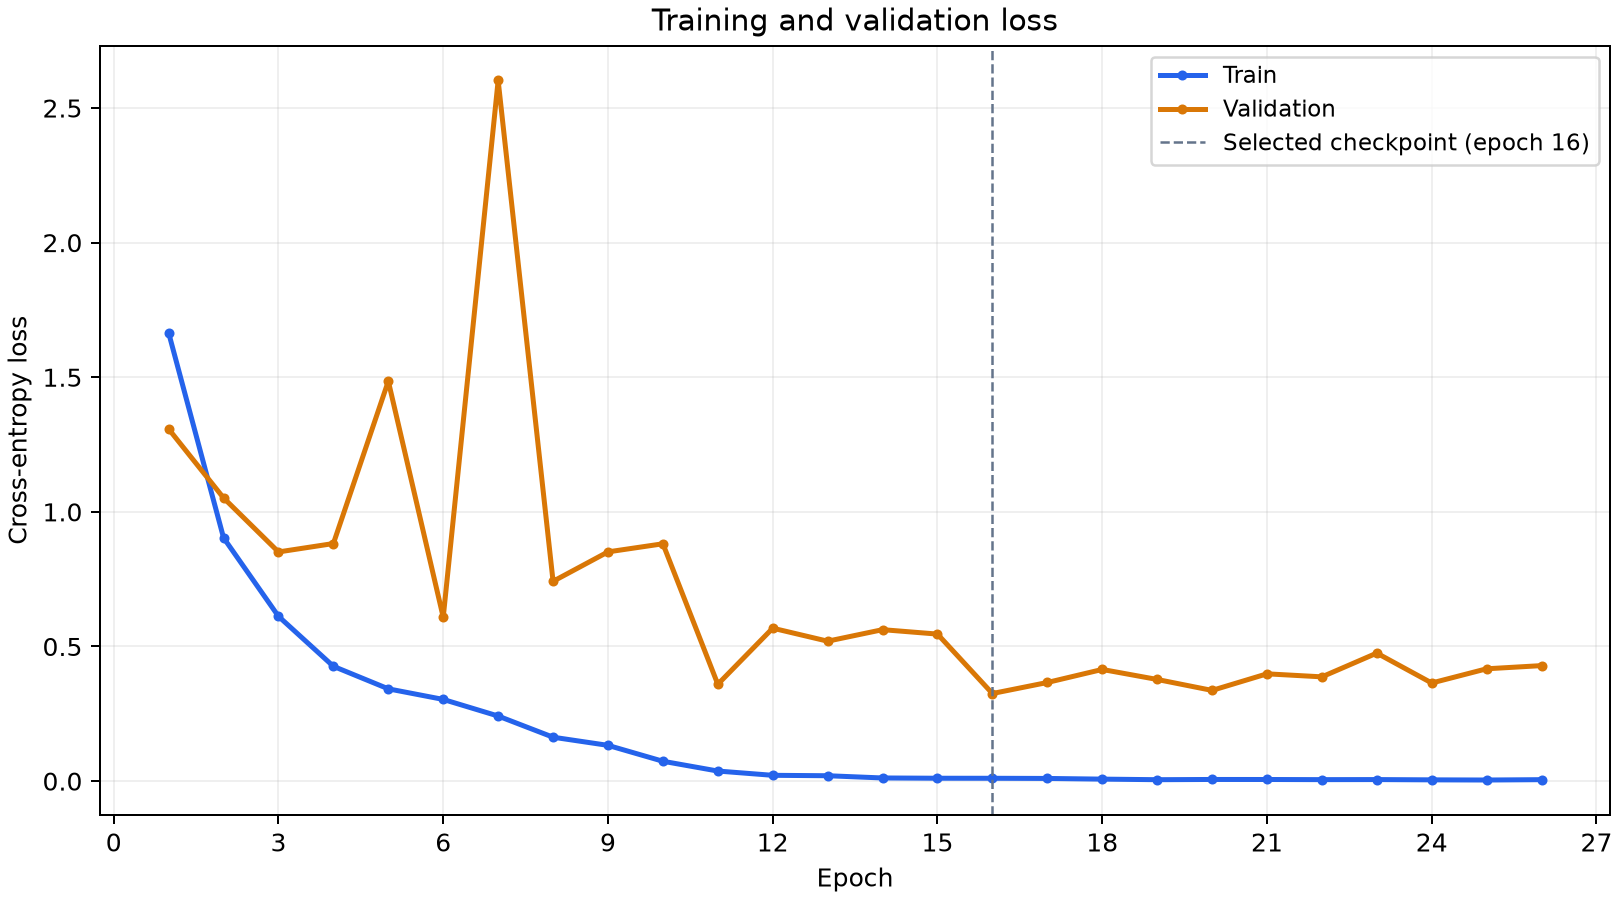 Training and validation loss
Train
Validation
Selected checkpoint (epoch 16)
Cross-entropy loss
2.5
2.0
1.5
1.0
0.5
0.0
0 3 6 9 12 15 18 21 24 27
Epoch